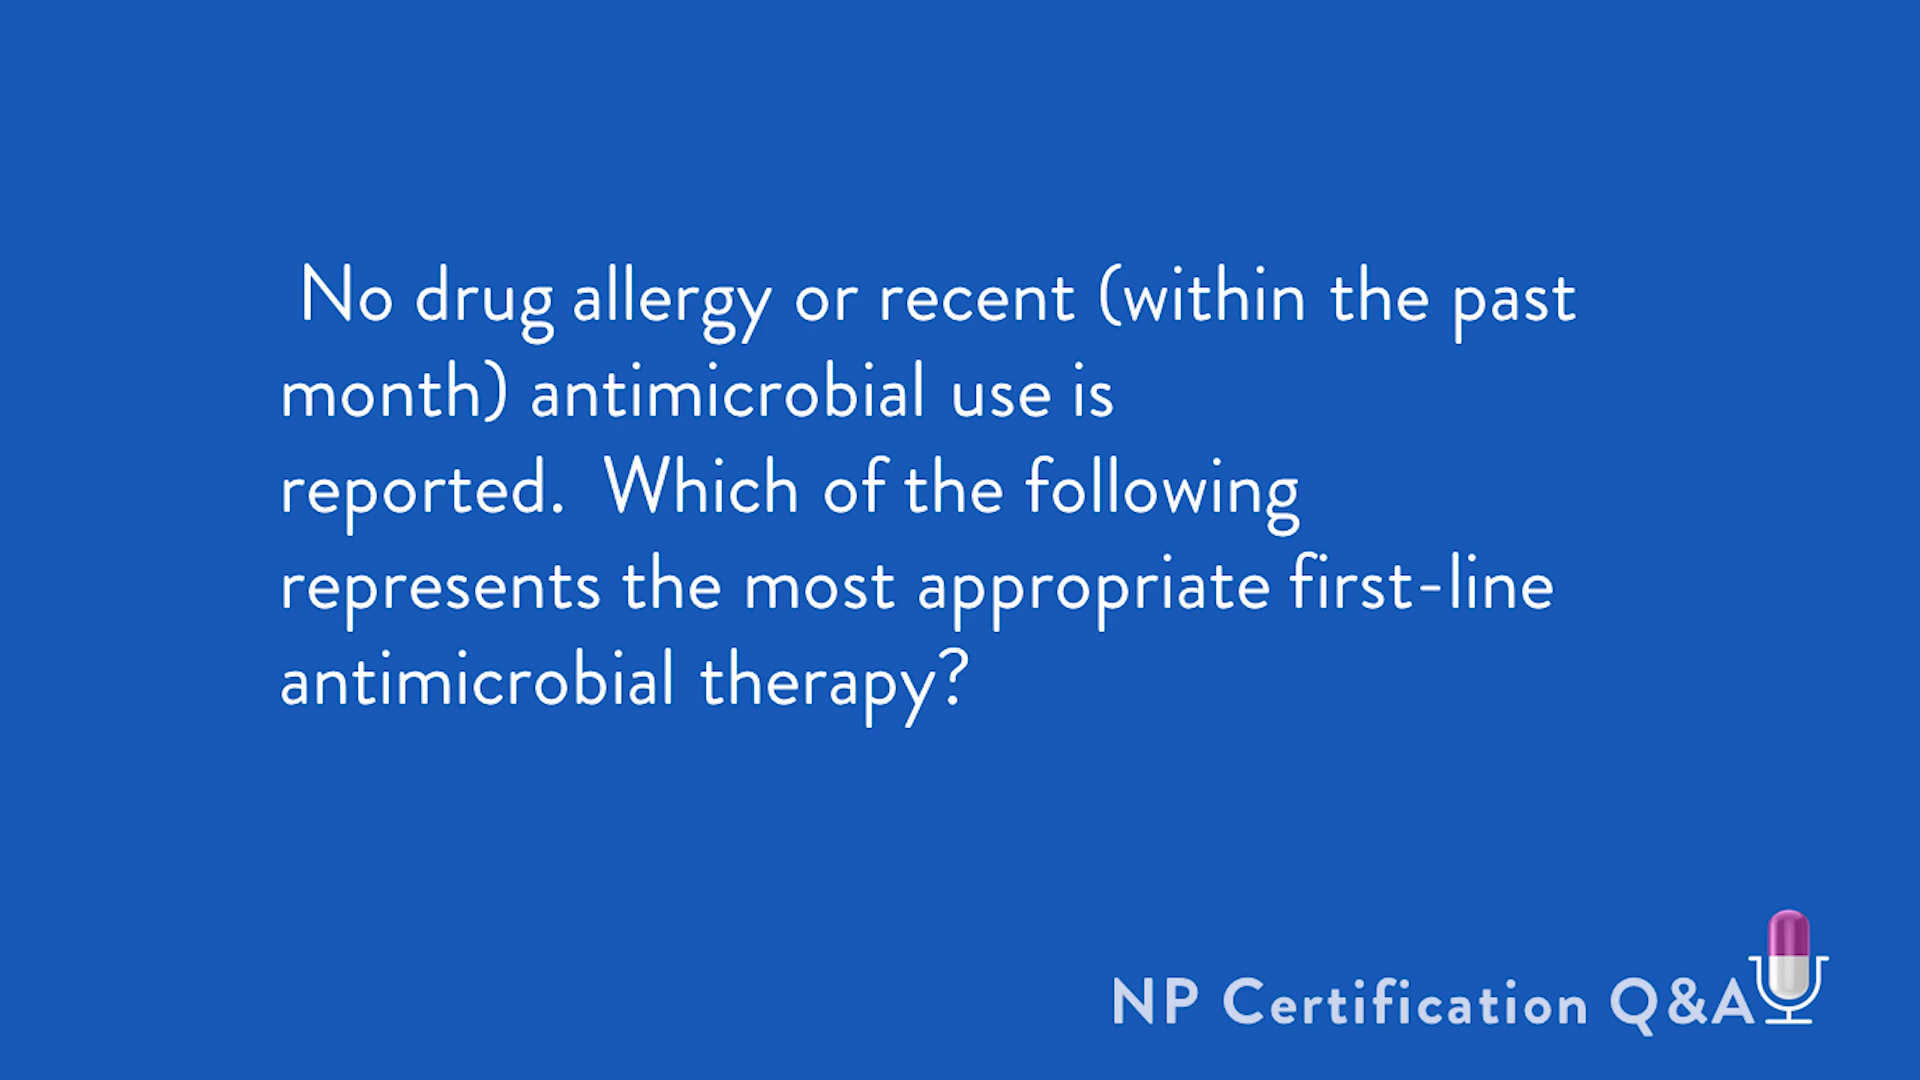 No drug allergy or recent (within the past
month) antimicrobial use is
reported.  Which of the following
represents the most appropriate first-line
antimicrobial therapy?
NP Certification Q&A